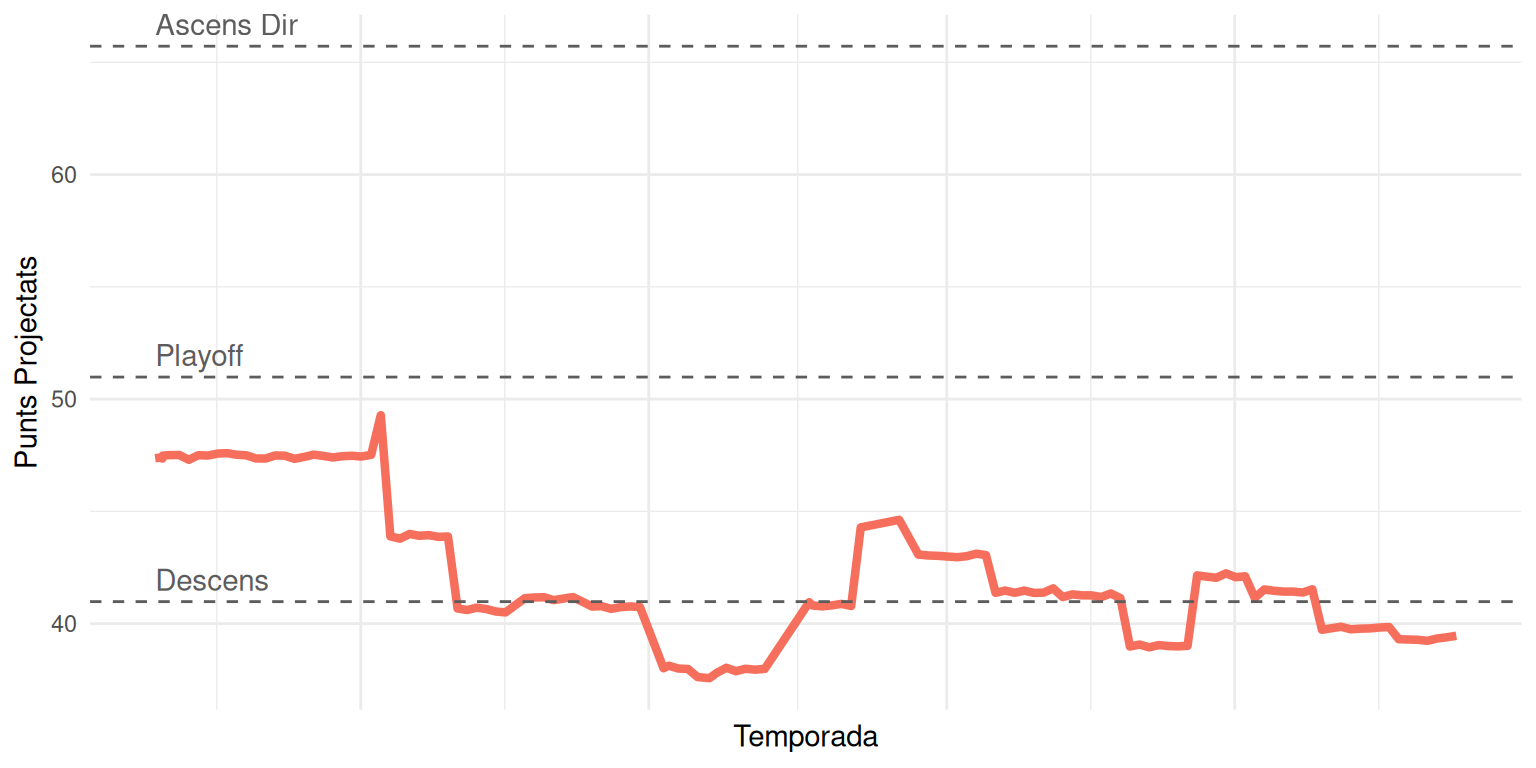 Ascens Dir
60
Playoff
50
Descens
40
Punts Projectats
Temporada